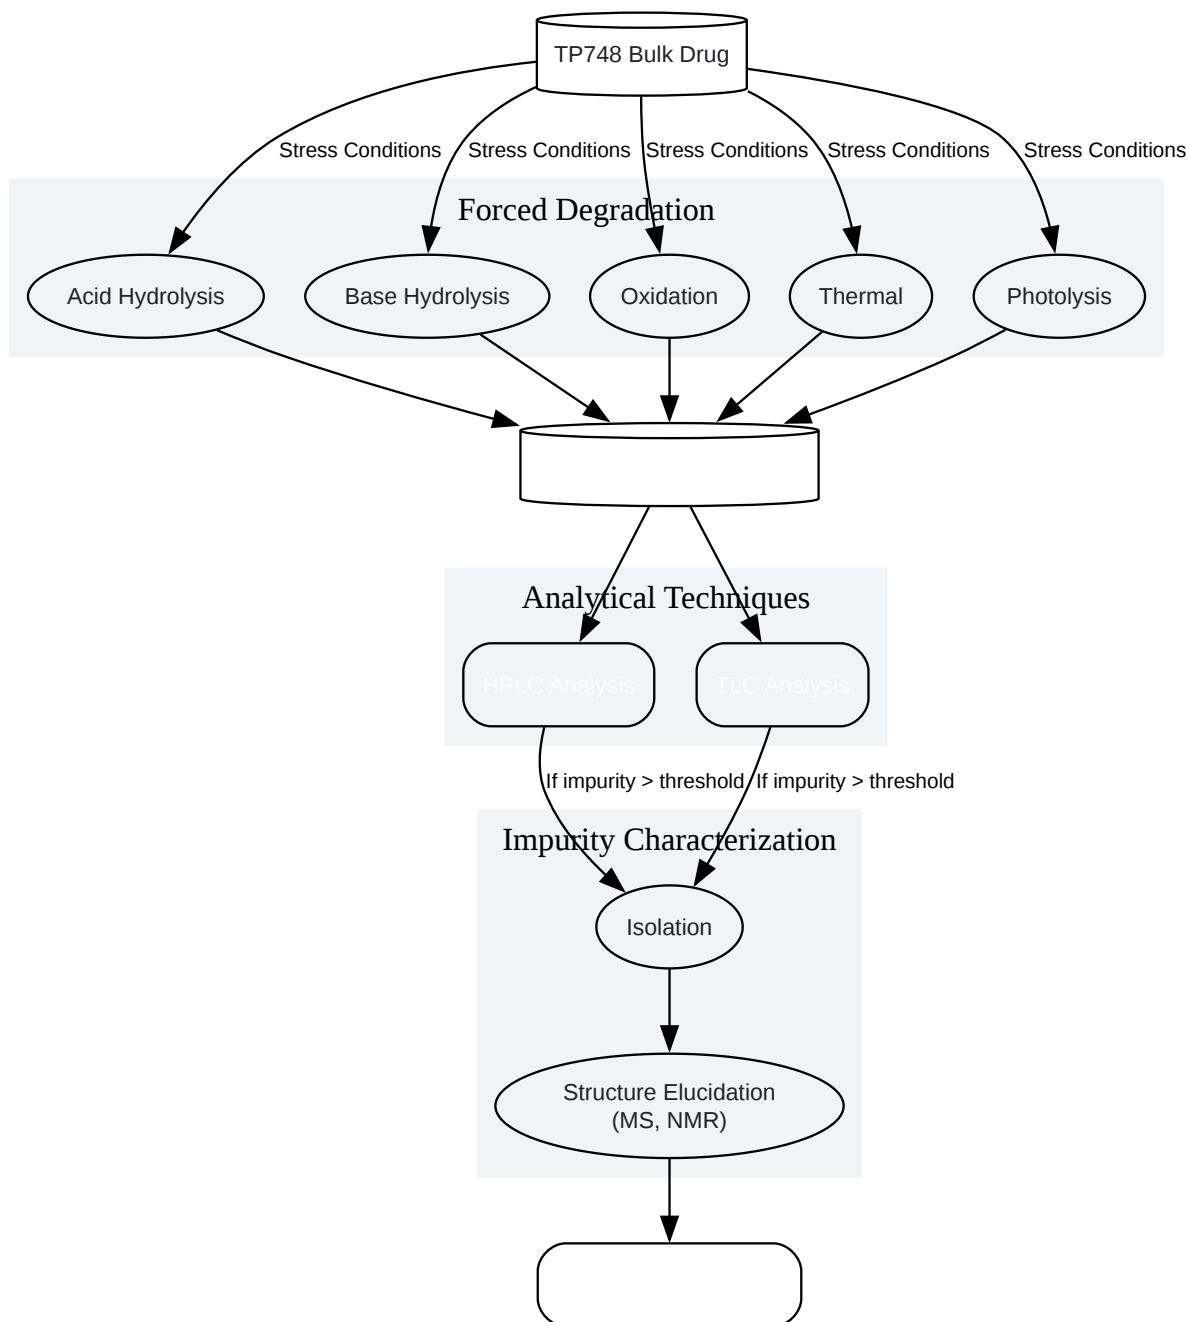 TP748 Bulk Drug
Stress Conditions
Stress Conditions
Stress Conditions
Stress Conditions
Stress Conditions
Forced Degradation
Acid Hydrolysis
Base Hydrolysis
Oxidation
Thermal
Photolysis
Analytical Techniques
HPLC Analysis
TLC Analysis
If impurity > threshold
If impurity > threshold
Impurity Characterization
Isolation
Structure Elucidation
(MS, NMR)